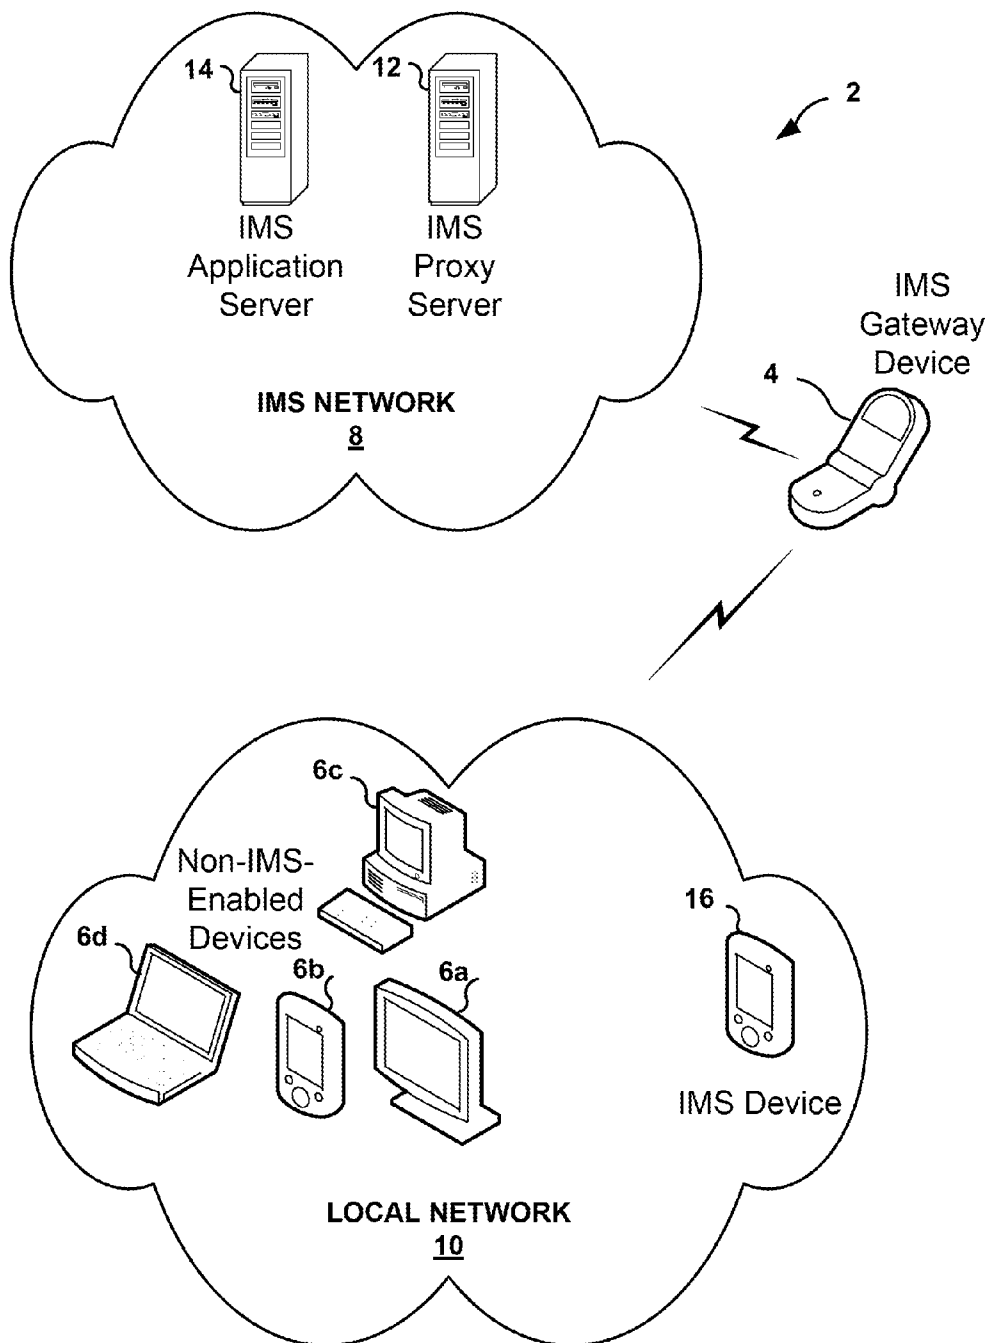 14
12
2
IMS
Application
Server
IMS
Proxy
Server
IMS
Gateway
Device
4
IMS NETWORK
8
6c
Non-IMS-
Enabled
Devices
16
6d
6b
6a
IMS Device
LOCAL NETWORK
10